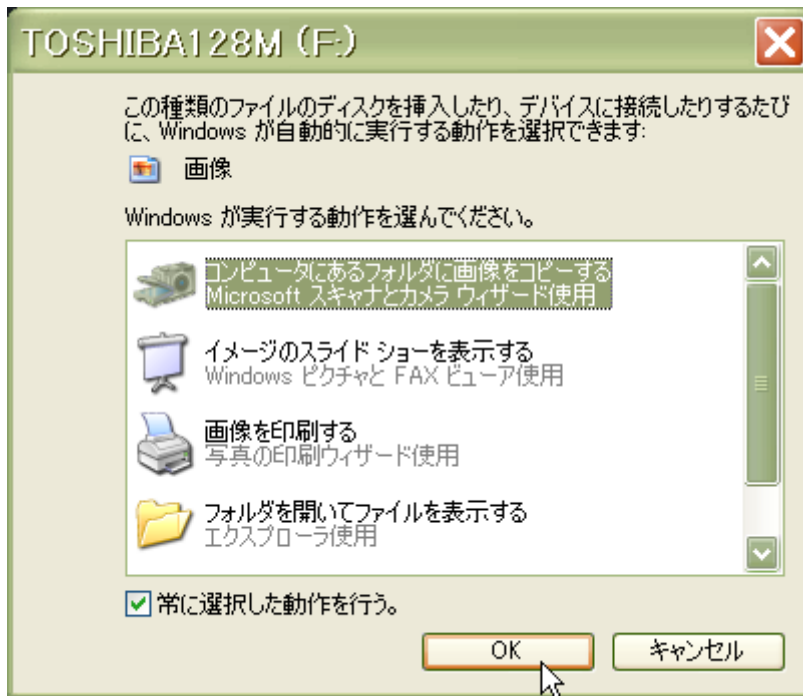 TOSHIBA128M (F:)
この種類のファイルのディスクを挿入したり、デバイスに接続したりするたび
に、Windows が自動的に実行する動作を選択できます:
画像
Windows が実行する動作を選んでください。
コンピュータにあるフォルダに画像をコピーする
Microsoft スキャナとカメラ ウィザード使用
イメージのスライド ショーを表示する
Windows ピクチャと FAX ビューア使用
画像を印刷する
写真の印刷ウィザード使用
フォルダを開いてファイルを表示する
エクスプローラ使用
常に選択した動作を行う。
OK キャンセル